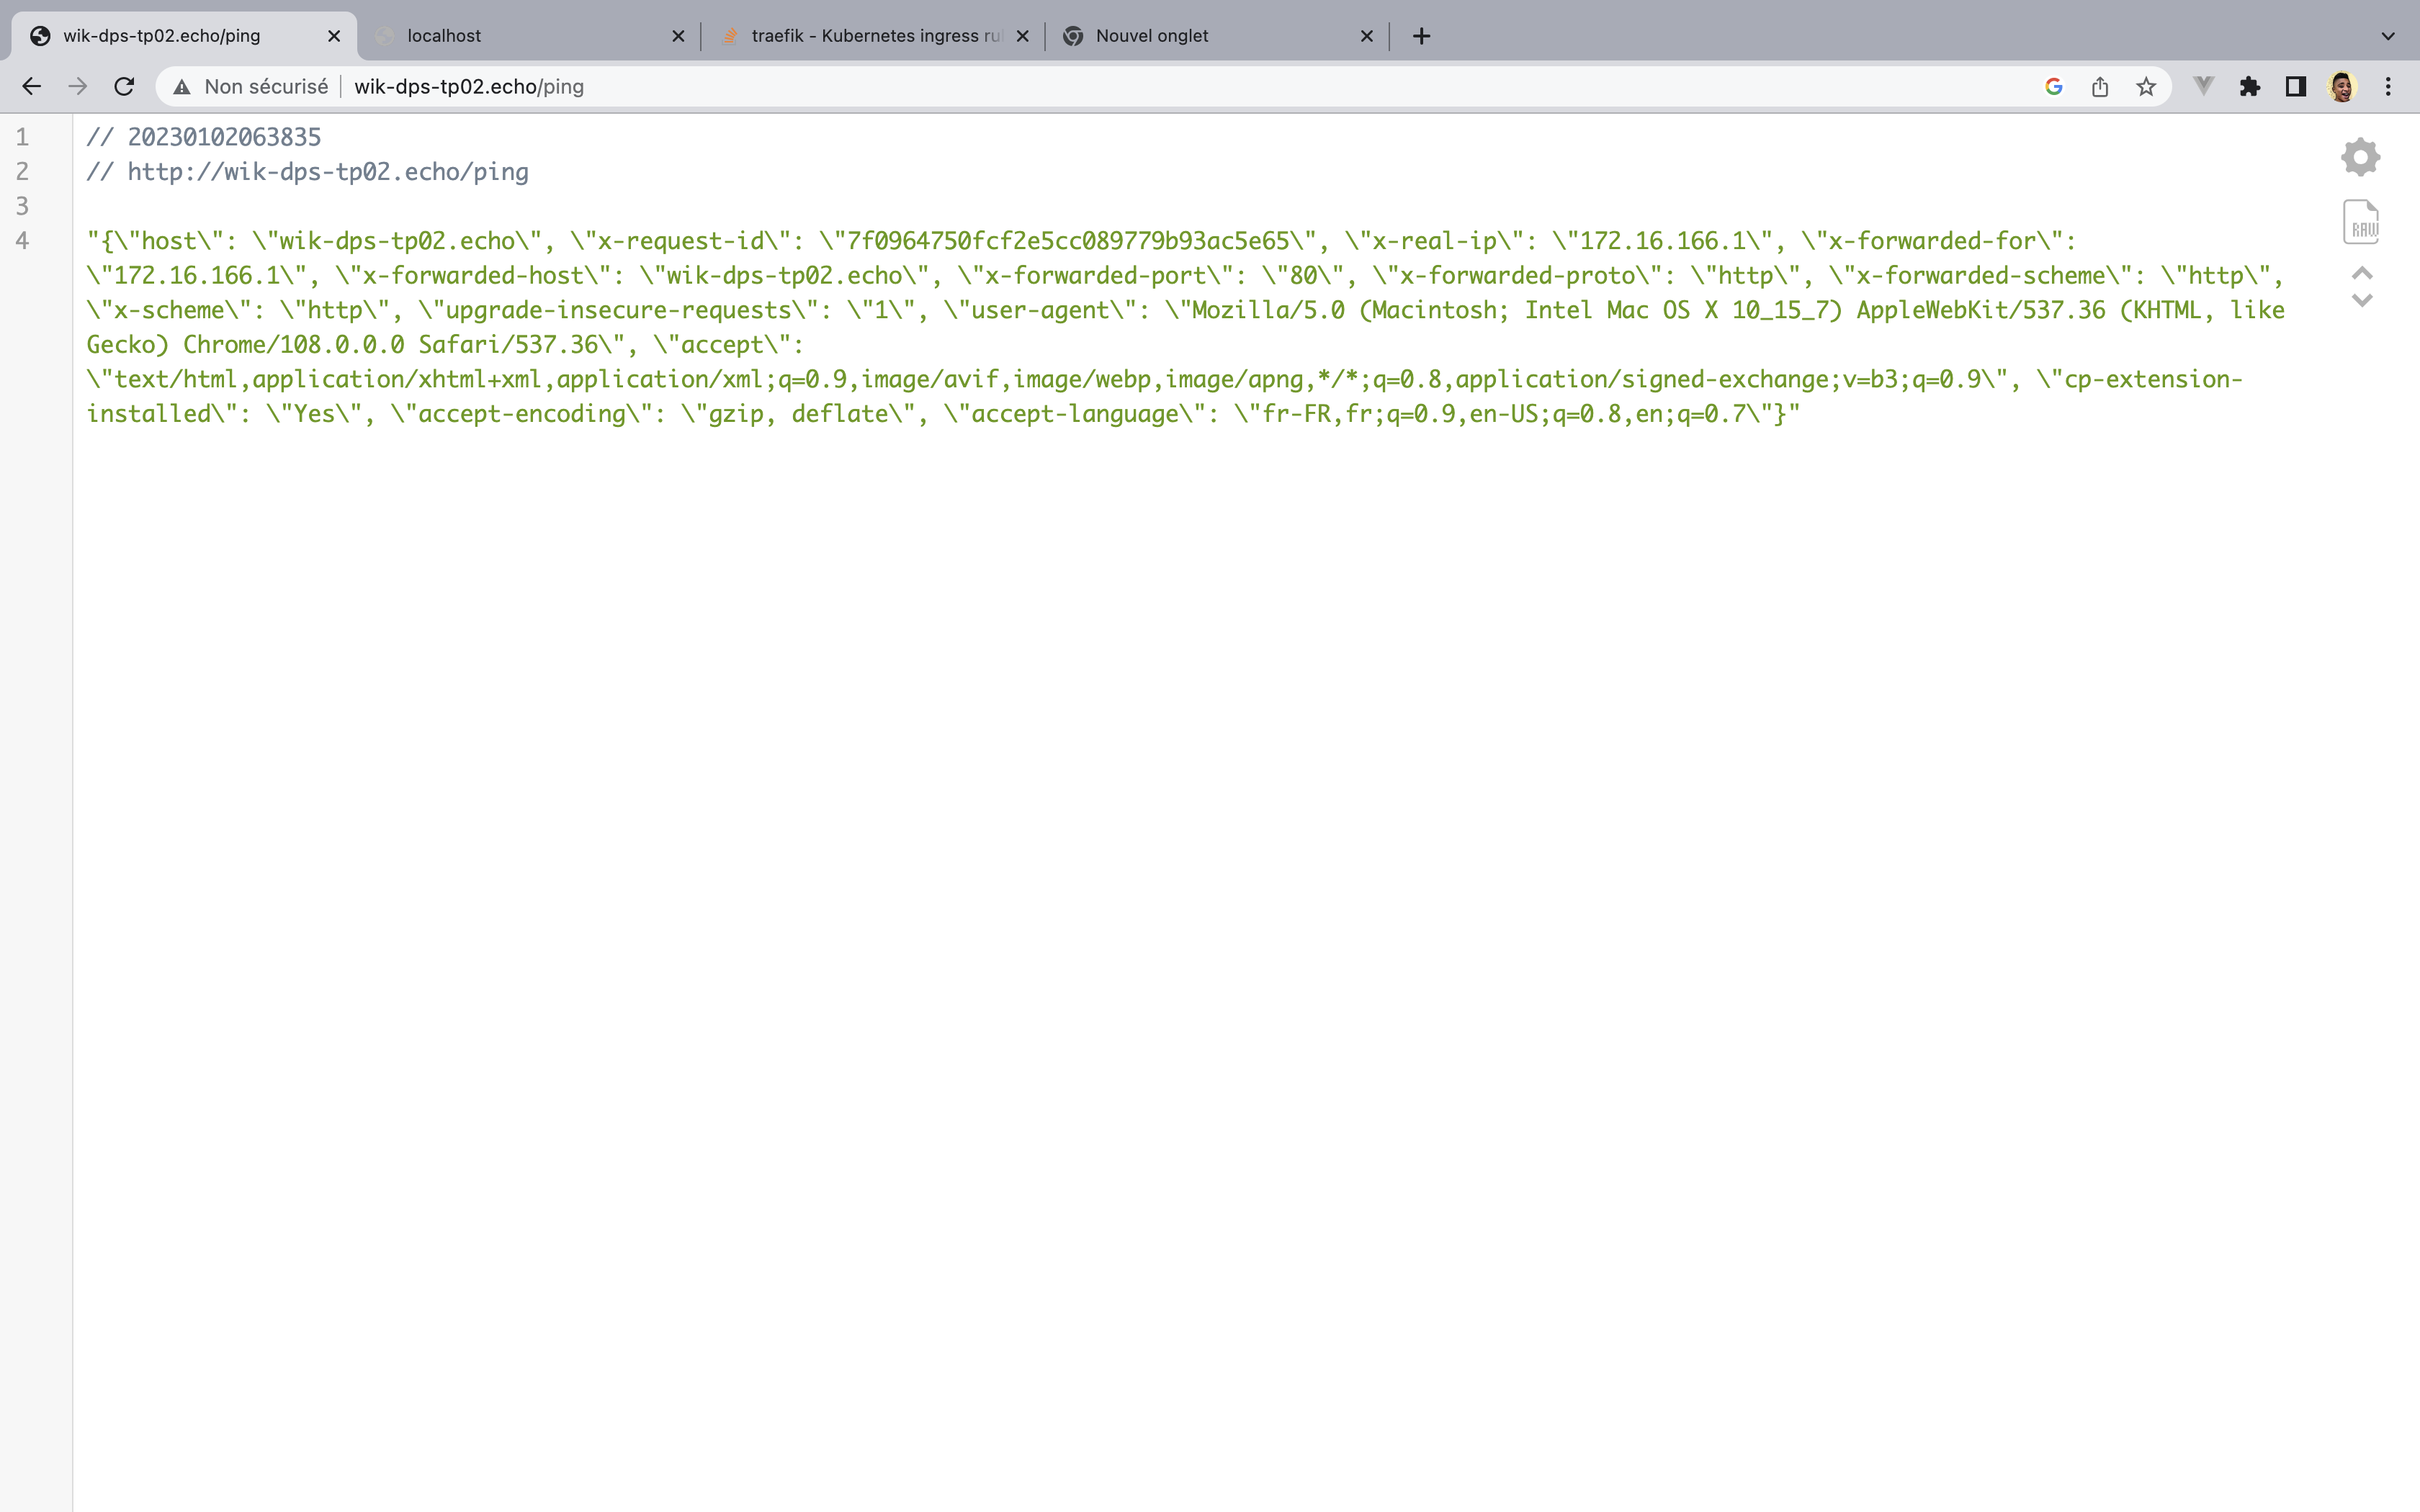 wik-dps-tp02.echo/ping
localhost
traefik - Kubernetes ingress ru
Nouvel onglet
Non sécurisé
wik-dps-tp02.echo/ping
1 // 20230102063835
2 // http://wik-dps-tp02.echo/ping
3
4 "{\"host\": \"wik-dps-tp02.echo\", \"x-request-id\": \"7f0964750fcf2e5cc089779b93ac5e65\", \"x-real-ip\": \"172.16.166.1\", \"x-forwarded-for\":
\"172.16.166.1\", \"x-forwarded-host\": \"wik-dps-tp02.echo\", \"x-forwarded-port\": \"80\", \"x-forwarded-proto\": \"http\", \"x-forwarded-scheme\": \"http\",
\"x-scheme\": \"http\", \"upgrade-insecure-requests\": \"1\", \"user-agent\": \"Mozilla/5.0 (Macintosh; Intel Mac OS X 10_15_7) AppleWebKit/537.36 (KHTML, like
Gecko) Chrome/108.0.0.0 Safari/537.36\", \"accept\":
\"text/html,application/xhtml+xml,application/xml;q=0.9,image/avif,image/webp,image/apng,*/*;q=0.8,application/signed-exchange;v=b3;q=0.9\", \"cp-extension-
installed\": \"Yes\", \"accept-encoding\": \"gzip, deflate\", \"accept-language\": \"fr-FR,fr;q=0.9,en-US;q=0.8,en;q=0.7\"}"
RAW